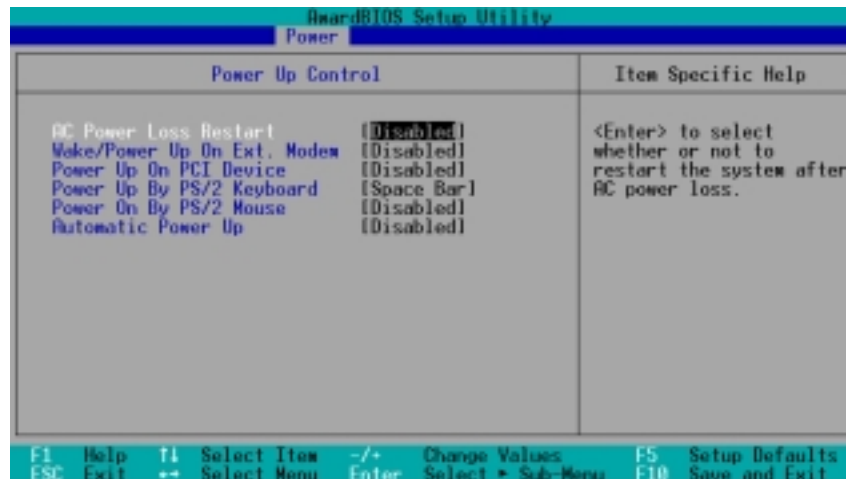 AwardBIOS Setup Utility
Power
Power Up Control
Item Specific Help
AC Power Loss Restart [Disabled]
Wake/Power Up On Ext. Modem [Disabled]
Power Up On PCI Device [Disabled]
Power Up By PS/2 Keyboard [Space Bar]
Power On By PS/2 Mouse [Disabled]
Automatic Power Up [Disabled]
<Enter> to select
whether or not to
restart the system after
AC power loss.
F1 Help ↑↓ Select Item -/+ Change Values F5 Setup Defaults
ESC Exit ←→ Select Menu Enter Select ► Sub-Menu F10 Save and Exit